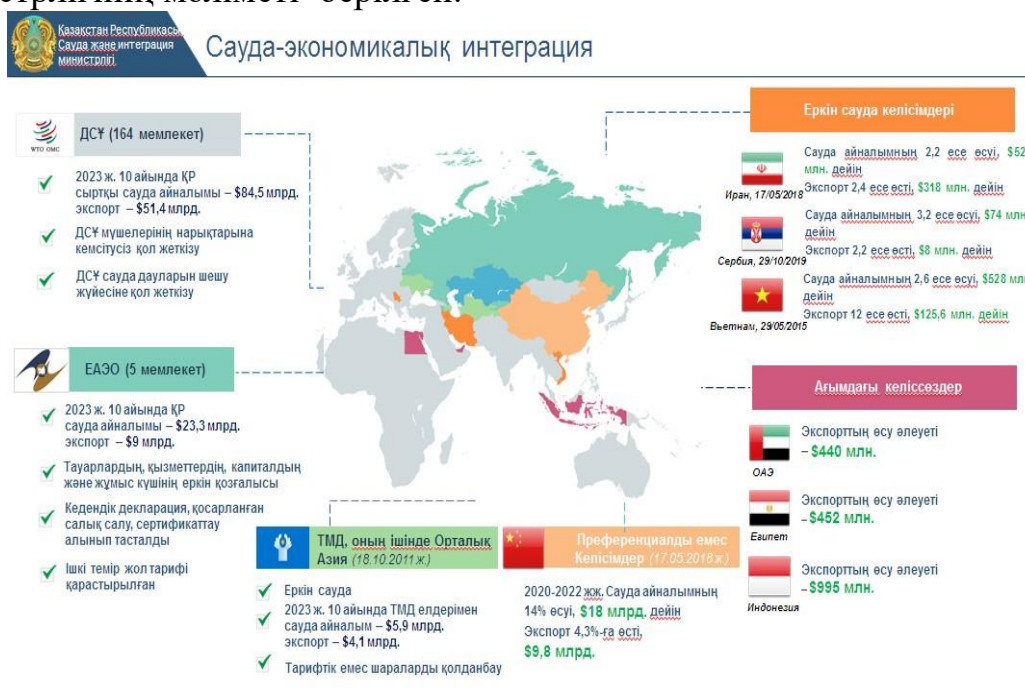 министрлігі
Қазақстан Республикасы
Сауда және интеграция
министрлігі
Сауда-экономикалық интеграция
WTO OMC
ДСҰ (164 мемлекет)
2023 ж. 10 айында ҚР
сыртқы сауда айналымы – $84,5 млрд.
экспорт – $51,4 млрд.
ДСҰ мүшелерінің нарықтарына
кемсітусіз қол жеткізу
ДСҰ сауда дауларын шешу
жүйесіне қол жеткізу
ЕАЭО (5 мемлекет)
2023 ж. 10 айында ҚР
сауда айналымы – $23,3 млрд.
экспорт – $9 млрд.
Тауарлардың, қызметтердің, капиталдың
және жұмыс күшінің еркін қозғалысы
Кедендік декларация, қосарланған
салық салу, сертификаттау
алынып тасталды
Ішкі темір жол тарифі
қарастырылған
ТМД, оның ішінде Орталық
Азия (18.10.2011 ж.)
Еркін сауда
2023 ж. 10 айында ТМД елдерімен
сауда айналым – $5,9 млрд.
экспорт – $4,1 млрд.
Тарифтік емес шараларды қолданбау
Преференциалды емес
Келісімдер (17.05.2018 ж.)
2020-2022 жж. Сауда айналымның
14% өсуі, $18 млрд. дейін
Экспорт 4,3%-ға өсті,
$9,8 млрд.
Еркін сауда келісімдері
Сауда айналымның 2,2 есе өсуі,
млн. дейін
Экспорт 2,4 есе өсті, $318 млн. дейін
Иран, 17/05/2018
Сауда айналымның 3,2 есе өсуі, $74 млн
дейін
Экспорт 2,2 есе өсті, $8 млн. дейін
Сербия, 29/10/2019
Сауда айналымның 2,6 есе өсуі, $528 мл
дейін
Экспорт 12 есе өсті, $125,6 млн. дейін
Вьетнам, 29/05/2015
Ағымдағы келіссөздер
Экспорттың өсу әлеуеті
– $440 млн.
ОАЭ
Экспорттың өсу әлеуеті
– $452 млн.
Египет
Экспорттың өсу әлеуеті
– $995 млн.
Индонезия